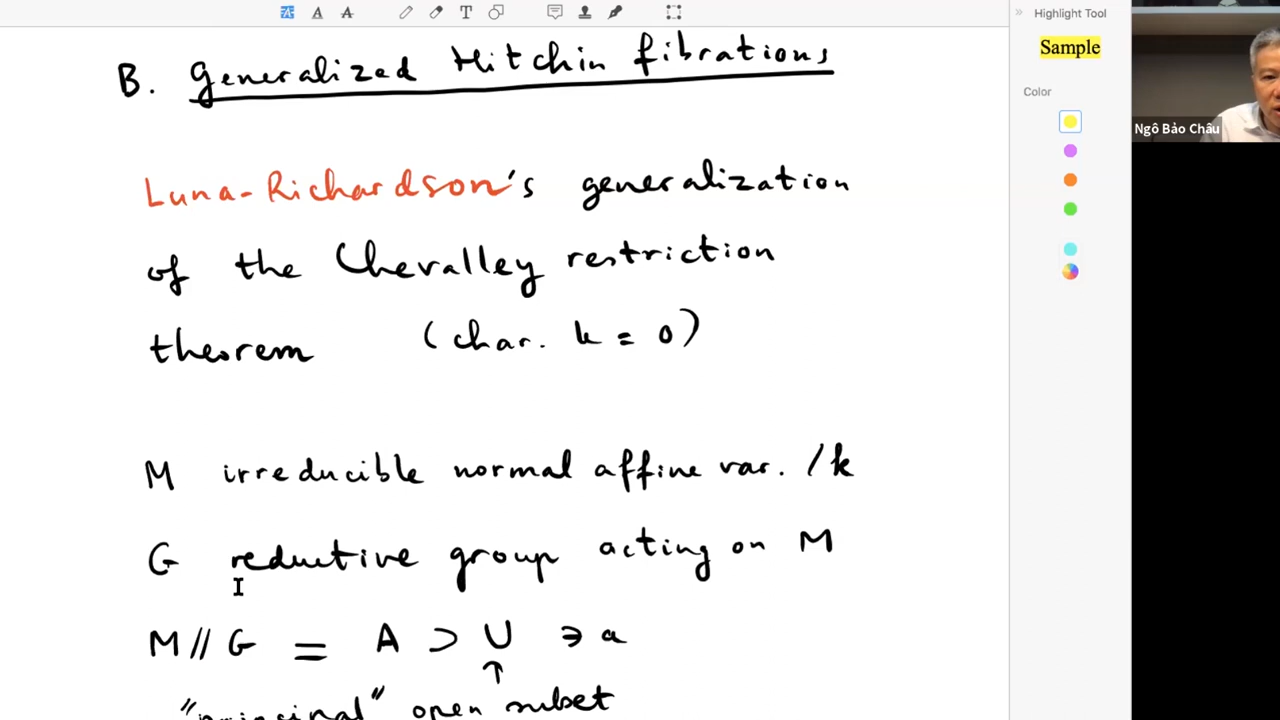 Highlight Tool
Sample
Color
Ngô Bảo Châu
B. Generalized Hitchin fibrations
Luna-Richardson's generalization
of the Chevalley restriction
theorem (char. k = 0)
M irreducible normal affine var. /k
G reductive group acting on M
M//G = A ⊃ U ∋ a
↑
"principal" open subset